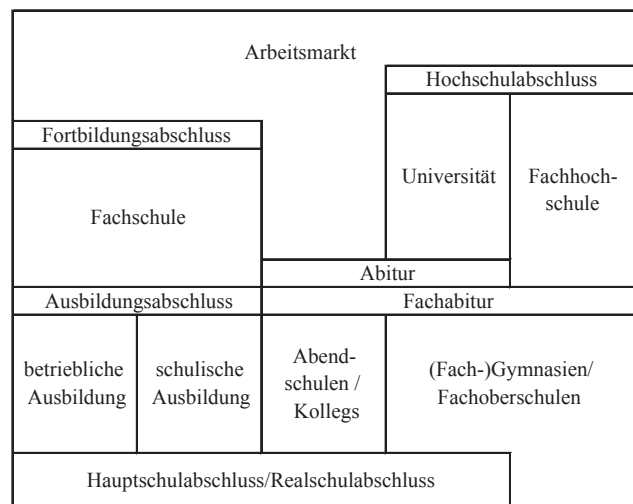 Arbeitsmarkt
Hochschulabschluss
Fortbildungsabschluss
Universität
Fachhoch-
schule
Fachschule
Abitur
Ausbildungsabschluss
Fachabitur
betriebliche
Ausbildung
schulische
Ausbildung
Abend-
schulen /
Kollegs
(Fach-)Gymnasien/
Fachoberschulen
Hauptschulabschluss/Realschulabschluss